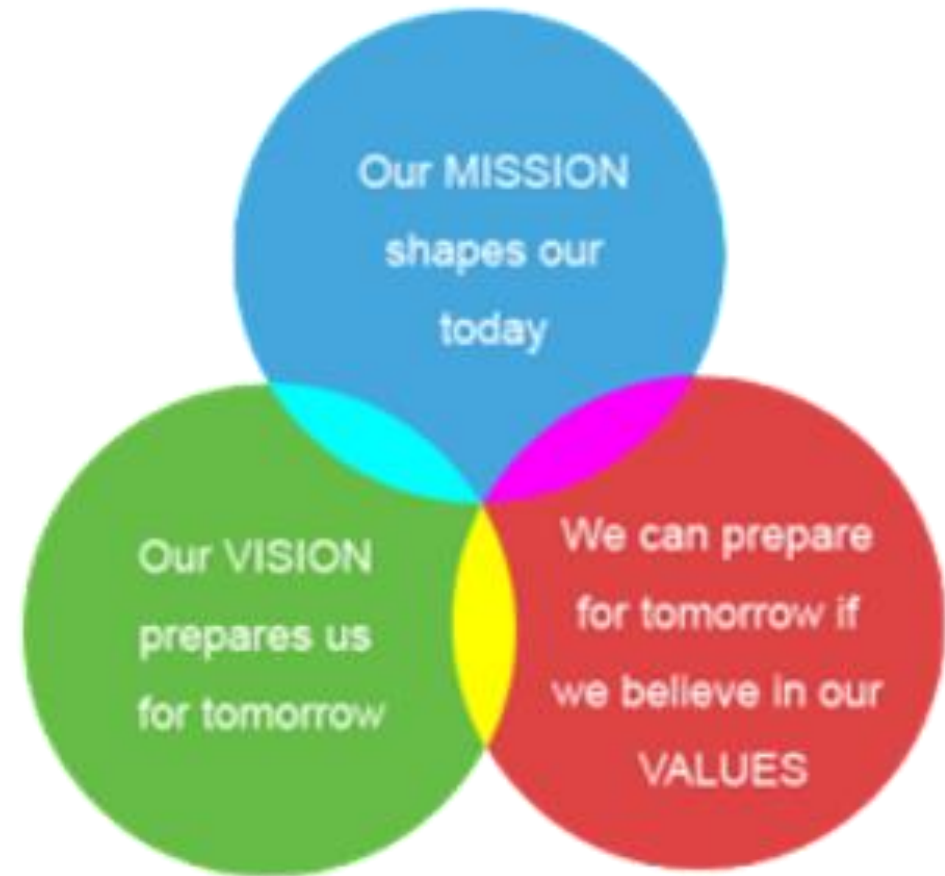 Our MISSION
shapes our
today
Our VISION
prepares us
for tomorrow
We can prepare
for tomorrow if
we believe in our
VALUES